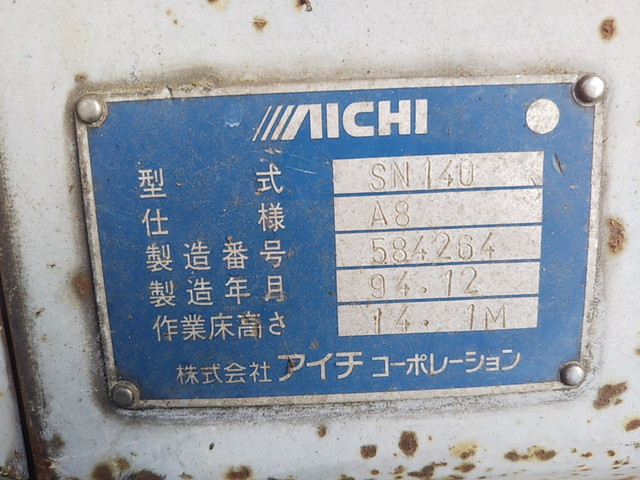 AICHI
型式 SN140
仕様 A8
製造番号 584264
製造年月 94.12
作業床高さ 14.1M
株式会社 アイチ コーポレーション